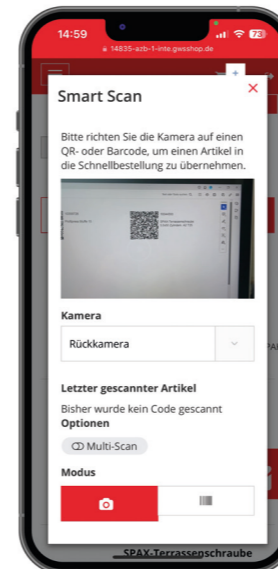 14:59
73
14835-azb-1-inte.gwsshop.de
Smart Scan
Bitte richten Sie die Kamera auf einen
QR- oder Barcode, um einen Artikel in
die Schnellbestellung zu übernehmen.
Kamera
Rückkamera
Letzter gescannter Artikel
Bisher wurde kein Code gescannt
Optionen
Multi-Scan
Modus
SPAX-Terrassenschraube